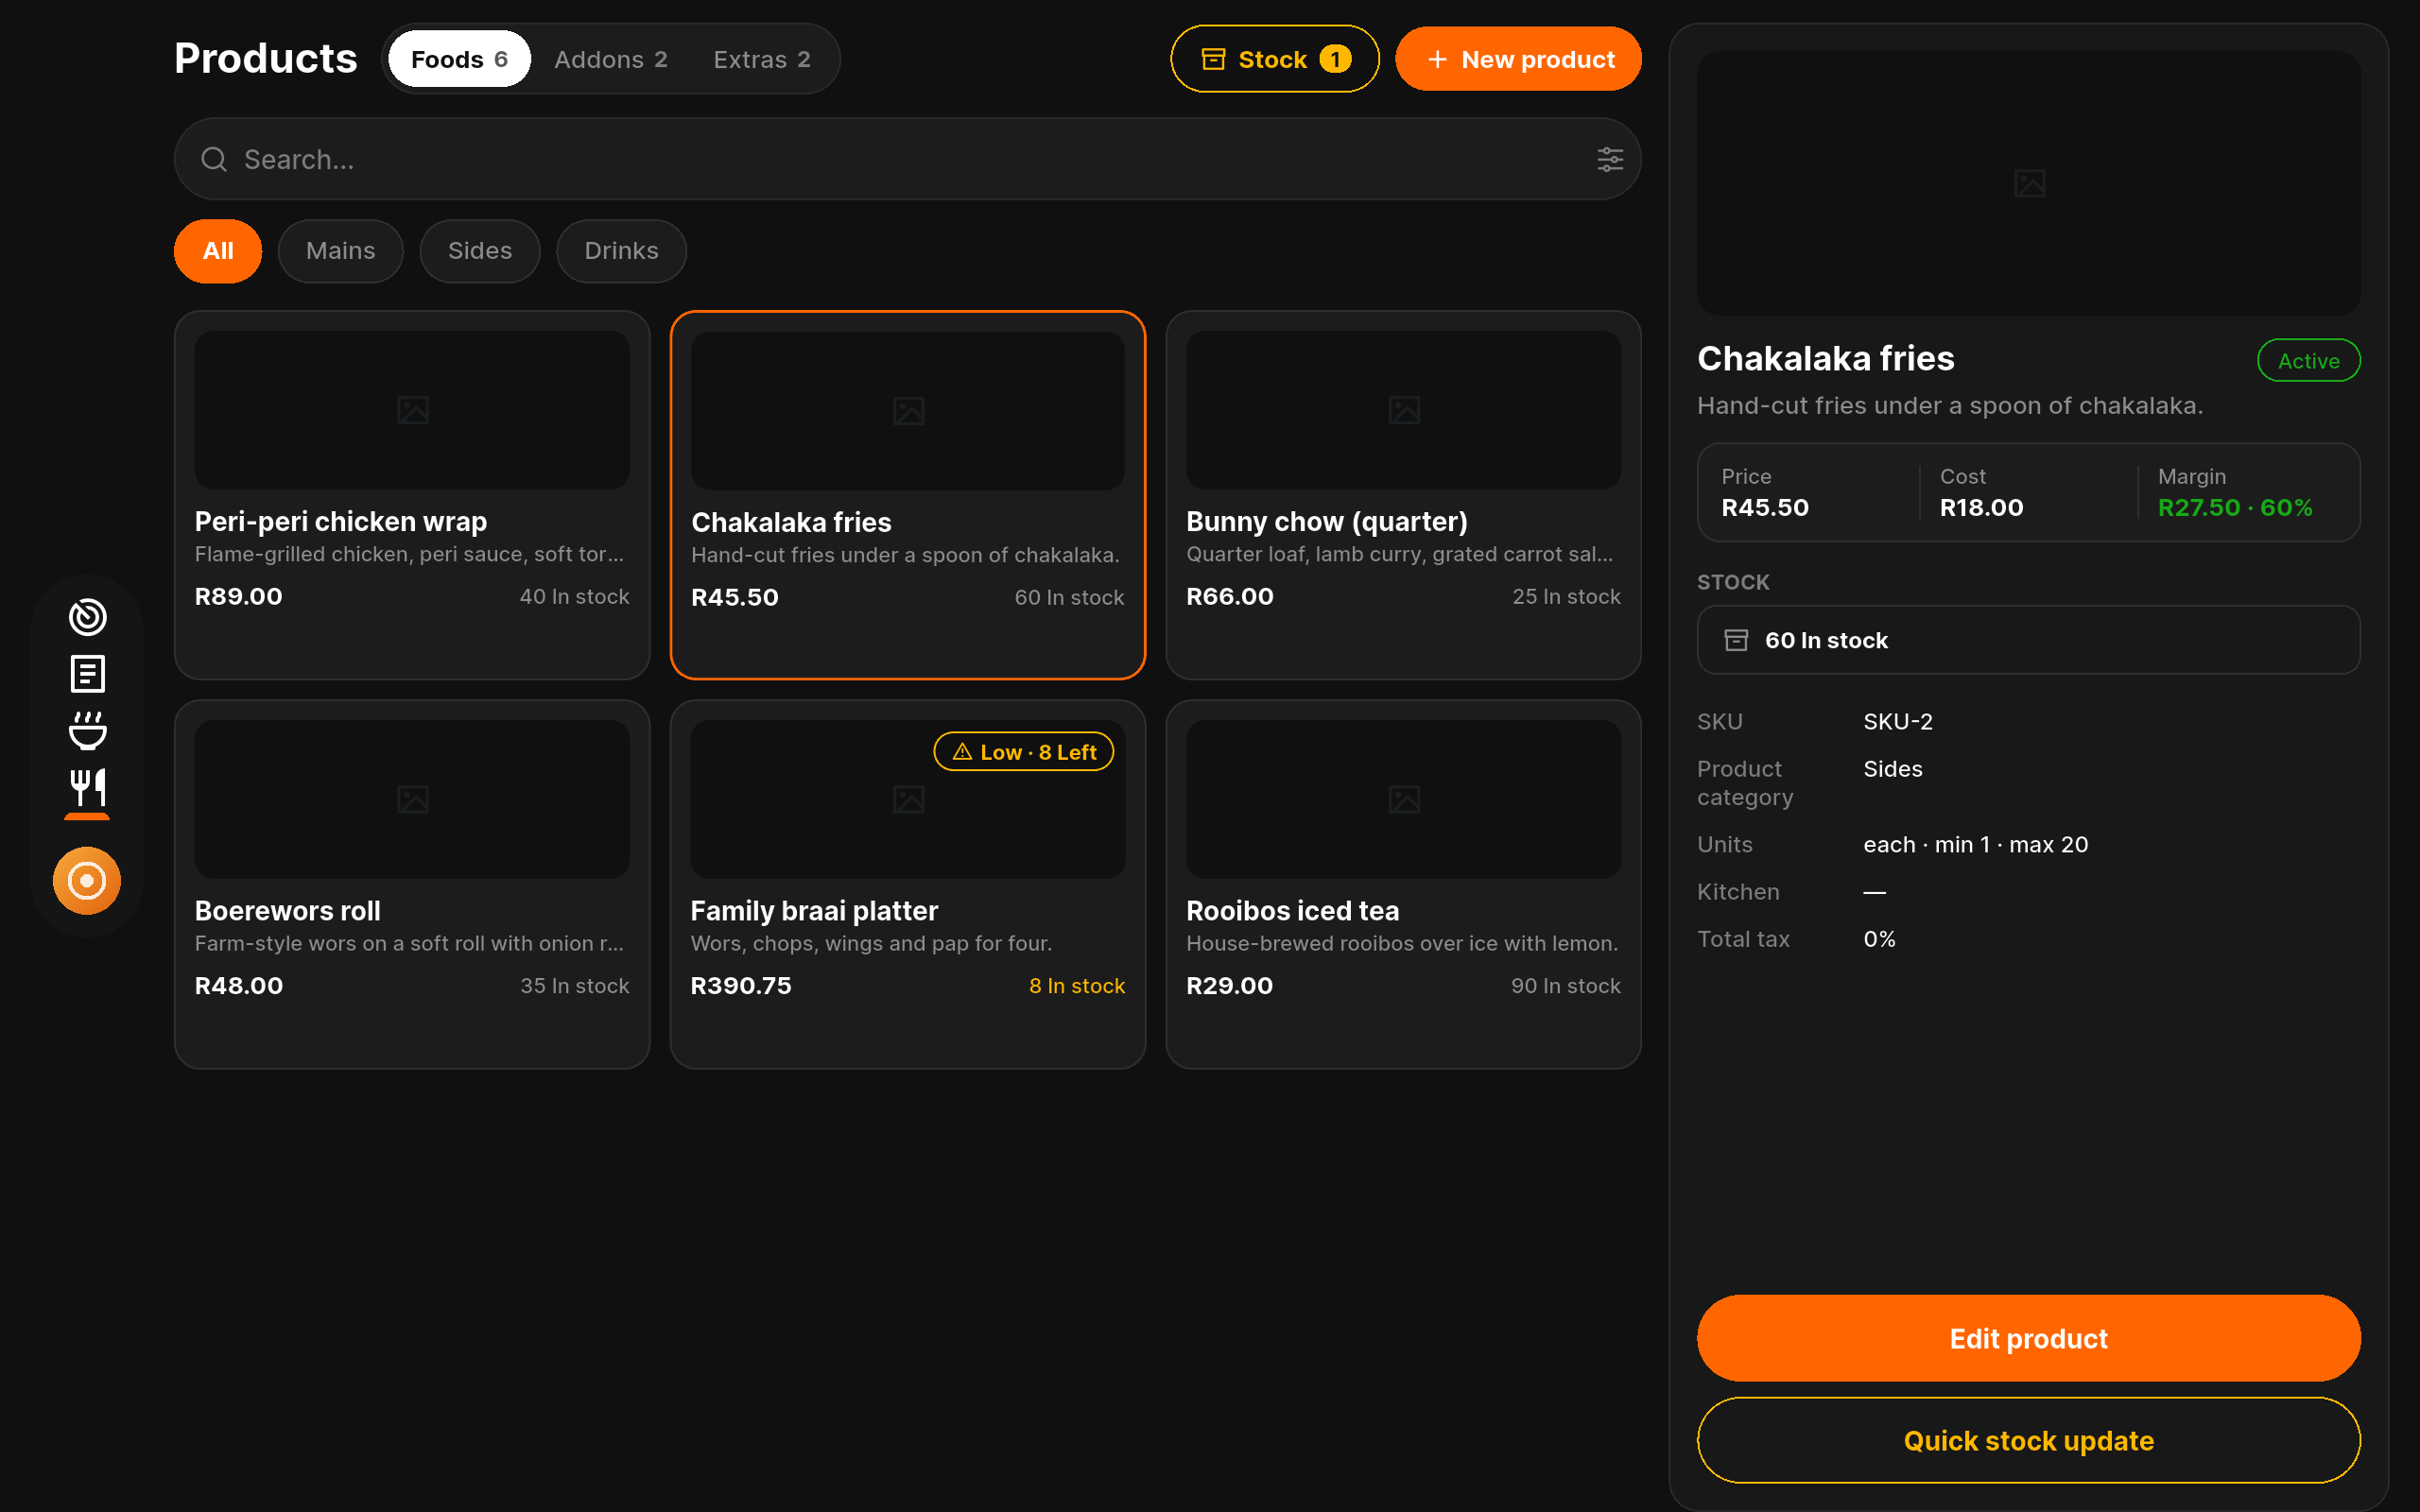 Products
Foods 6
Addons 2
Extras 2
Stock 1
New product
Search...
All
Mains
Sides
Drinks
Peri-peri chicken wrap
Flame-grilled chicken, peri sauce, soft tor...
R89.00
40 In stock
Chakalaka fries
Hand-cut fries under a spoon of chakalaka.
R45.50
60 In stock
Bunny chow (quarter)
Quarter loaf, lamb curry, grated carrot sal...
R66.00
25 In stock
Boerewors roll
Farm-style wors on a soft roll with onion r...
R48.00
35 In stock
Low · 8 Left
Family braai platter
Wors, chops, wings and pap for four.
R390.75
8 In stock
Rooibos iced tea
House-brewed rooibos over ice with lemon.
R29.00
90 In stock
Chakalaka fries
Active
Hand-cut fries under a spoon of chakalaka.
Price
R45.50
Cost
R18.00
Margin
R27.50 · 60%
STOCK
60 In stock
SKU
SKU-2
Product
category
Sides
Units
each · min 1 · max 20
Kitchen
—
Total tax
0%
Edit product
Quick stock update